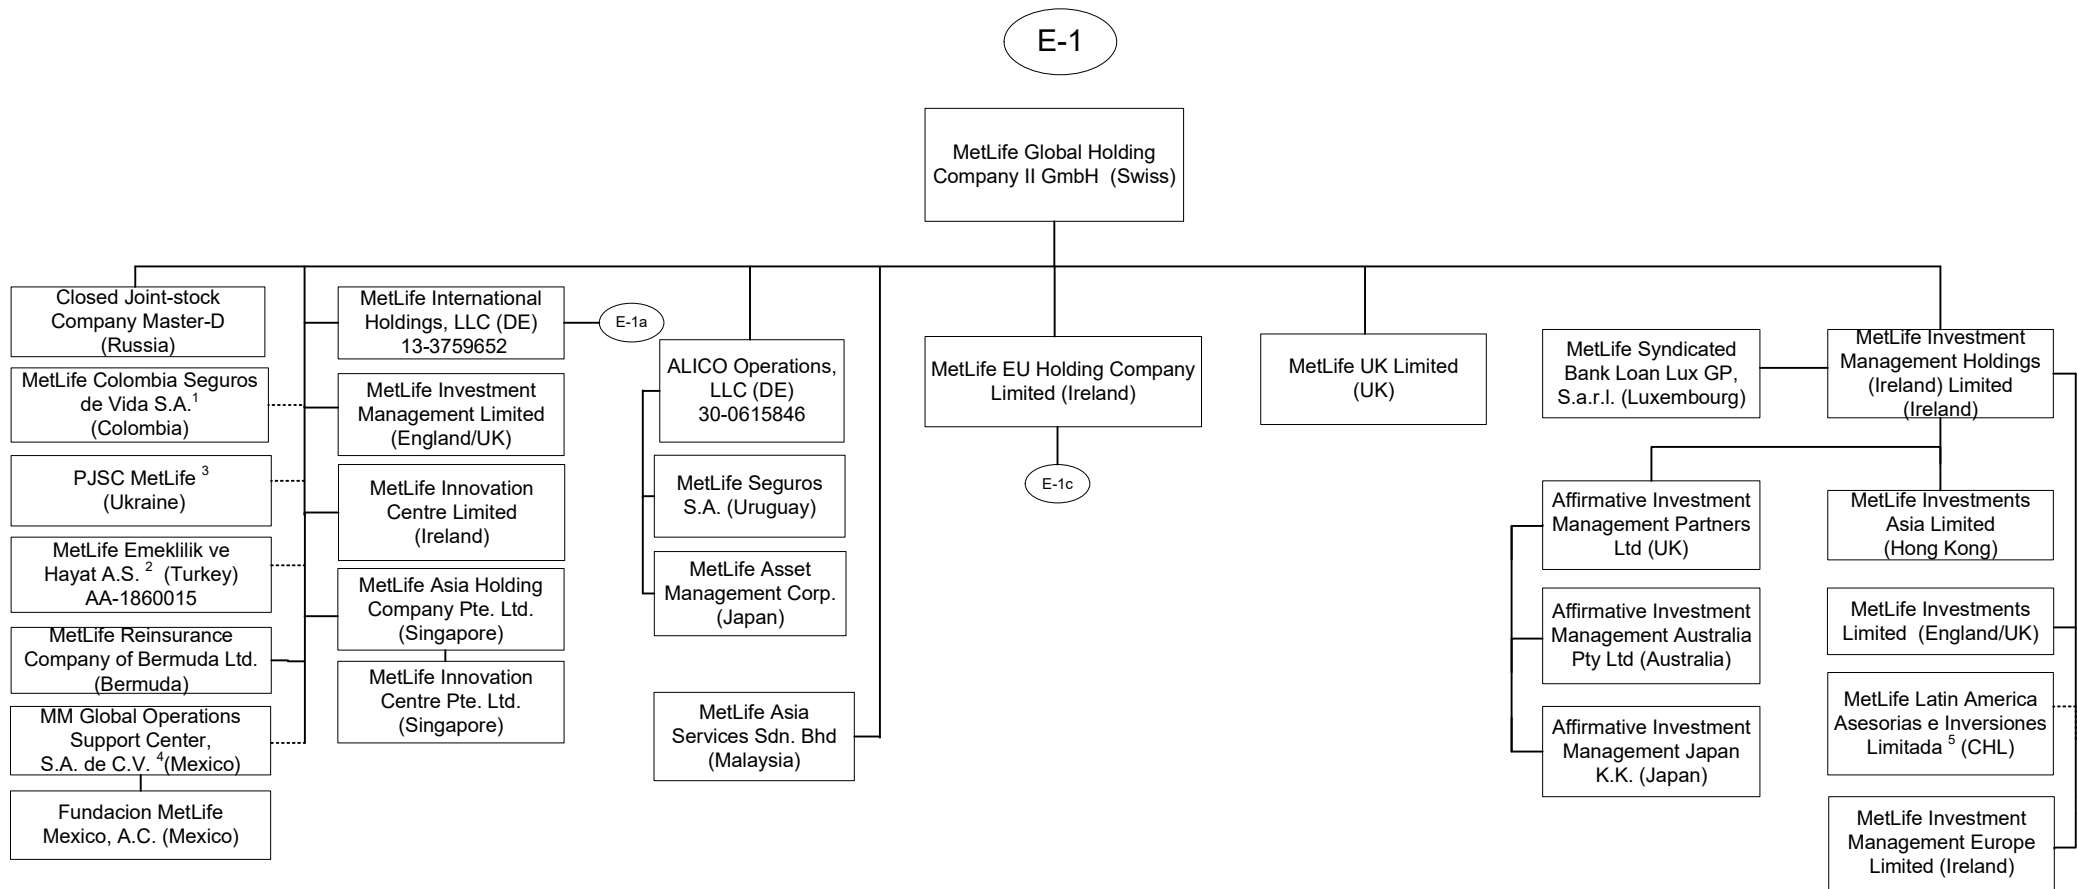 E-1
MetLife Global Holding
Company II GmbH  (Swiss)
Closed Joint-stock
Company Master-D
(Russia)
MetLife Colombia Seguros
de Vida S.A.1
(Colombia)
PJSC MetLife 3
(Ukraine)
MetLife Emeklilik ve
Hayat A.S. 2  (Turkey)
AA-1860015
MetLife Reinsurance
Company of Bermuda Ltd.
(Bermuda)
MM Global Operations
Support Center,
S.A. de C.V. 4(Mexico)
Fundacion MetLife
Mexico, A.C. (Mexico)
MetLife International
Holdings, LLC (DE)
13-3759652
E-1a
MetLife Investment
Management Limited
(England/UK)
MetLife Innovation
Centre Limited
(Ireland)
MetLife Asia Holding
Company Pte. Ltd.
(Singapore)
MetLife Innovation
Centre Pte. Ltd.
(Singapore)
ALICO Operations,
LLC (DE)
30-0615846
MetLife Seguros
S.A. (Uruguay)
MetLife Asset
Management Corp.
(Japan)
MetLife Asia
Services Sdn. Bhd
(Malaysia)
MetLife EU Holding Company
Limited (Ireland)
E-1c
MetLife UK Limited
(UK)
MetLife Syndicated
Bank Loan Lux GP,
S.a.r.l. (Luxembourg)
MetLife Investment
Management Holdings
(Ireland) Limited
(Ireland)
Affirmative Investment
Management Partners
Ltd (UK)
Affirmative Investment
Management Australia
Pty Ltd (Australia)
Affirmative Investment
Management Japan
K.K. (Japan)
MetLife Investments
Asia Limited
(Hong Kong)
MetLife Investments
Limited  (England/UK)
MetLife Latin America
Asesorias e Inversiones
Limitada 5 (CHL)
MetLife Investment
Management Europe
Limited (Ireland)